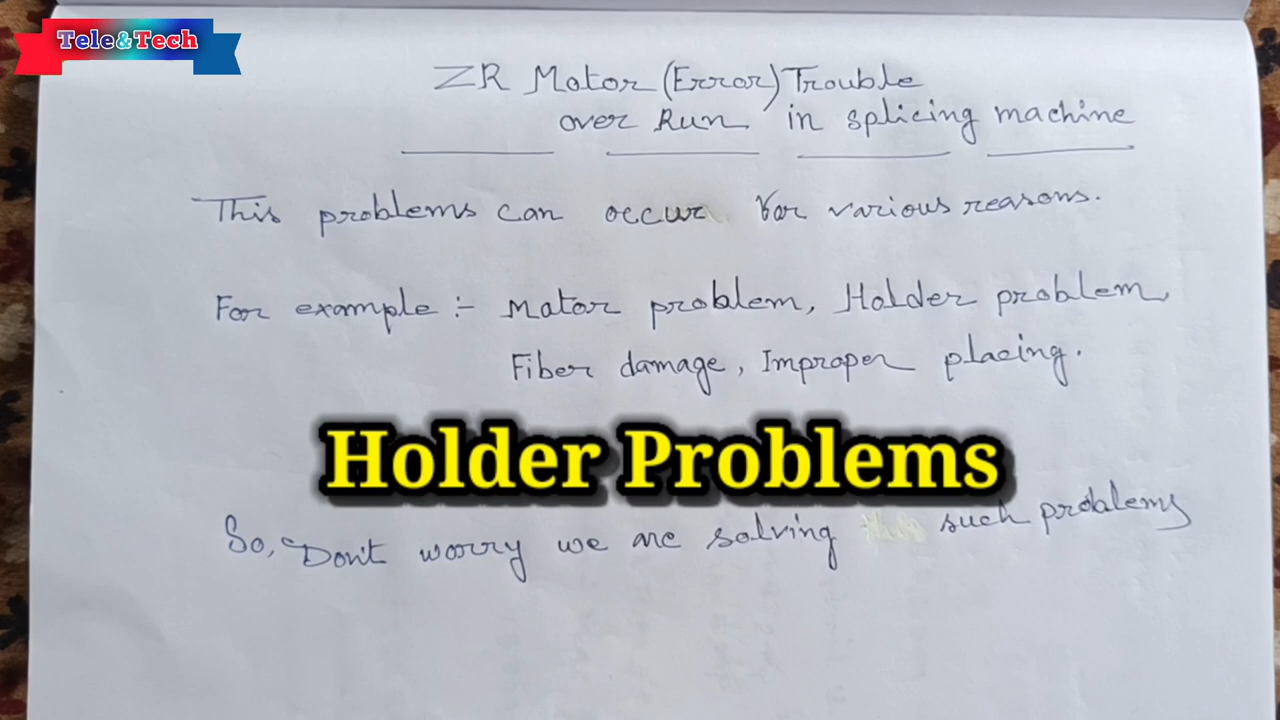 Tele&Tech
ZR Motor (Error) Trouble
over Run in splicing machine
This problems can occur for various reasons.
For example :- Motor problem, Holder problem,
Fiber damage, Improper placing.
Holder Problems
So, Don't worry we are solving such problems